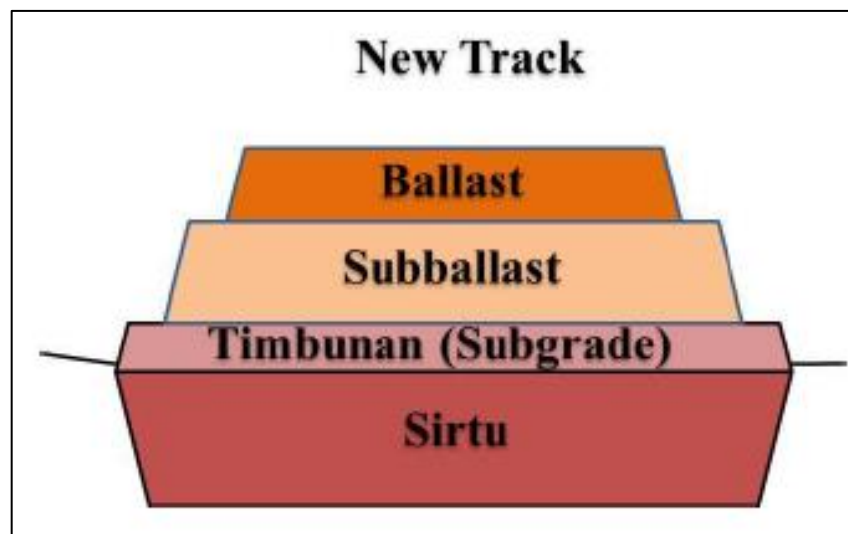 New Track
Ballast
Subballast
Timbunan (Subgrade)
Sirtu